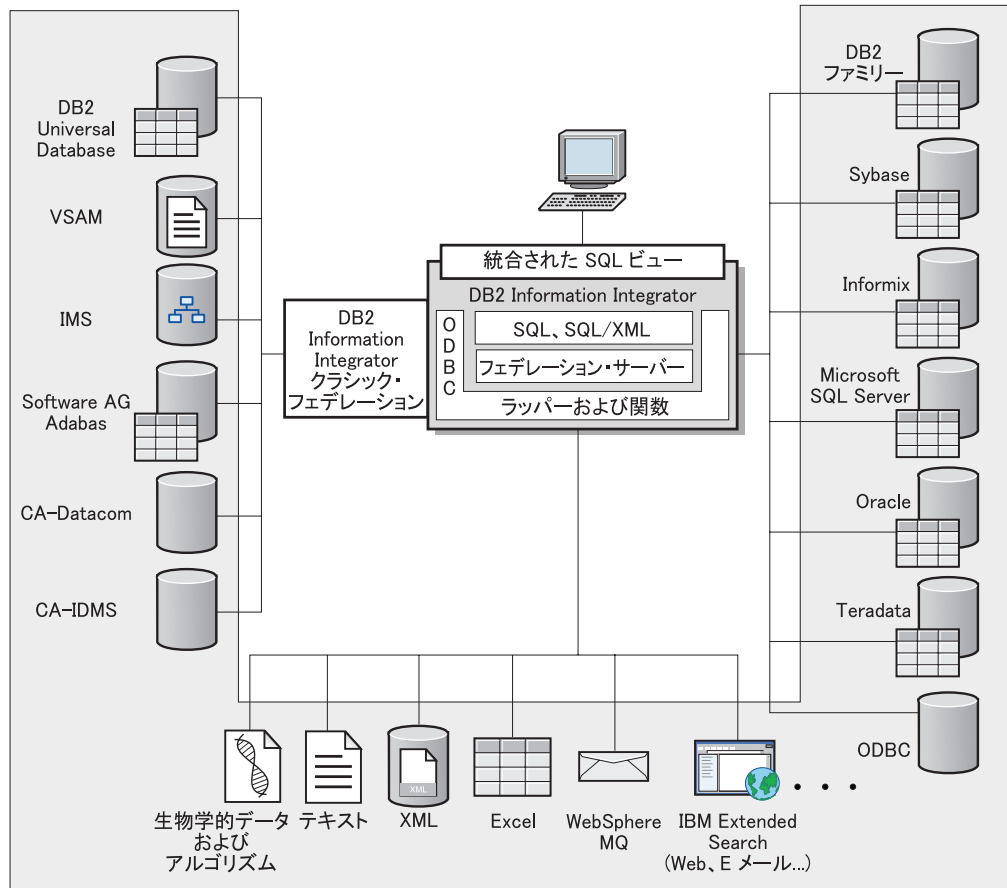 DB2
Universal
Database
VSAM
IMS
Software AG
Adabas
CA-Datacom
CA-IDMS
統合された SQL ビュー
DB2 Information Integrator
DB2
Information
Integrator
クラシック・
フェデレーション
O
D
B
C
SQL、SQL/XML
フェデレーション・サーバー
ラッパーおよび関数
DB2
ファミリー
Sybase
Informix
Microsoft
SQL Server
Oracle
Teradata
ODBC
生物学的データ
および
アルゴリズム
テキスト
XML
XML
Excel
WebSphere
MQ
IBM Extended
Search
(Web、E メール...)
・・・